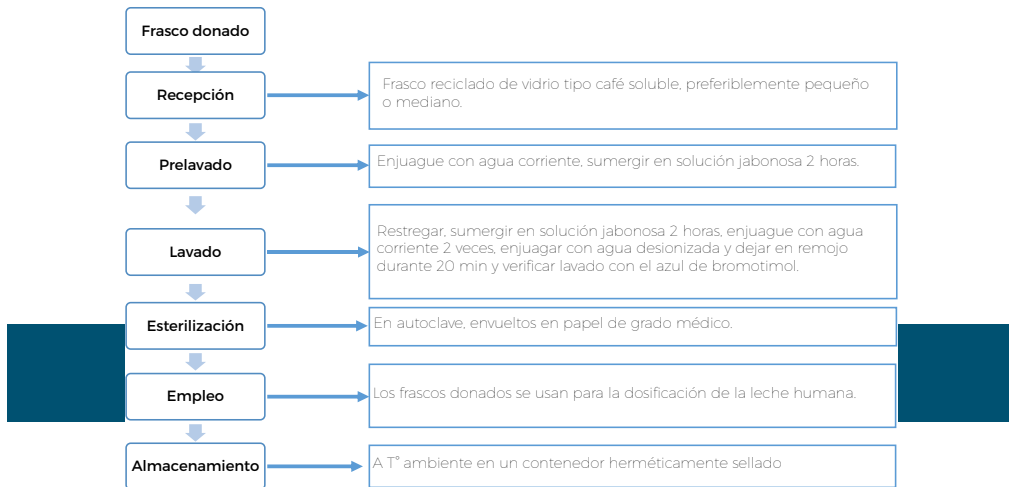 Frasco donado
Recepción
Frasco reciclado de vidrio tipo café soluble, preferiblemente pequeño
o mediano.
Prelavado
Enjuague con agua corriente, sumergir en solución jabonosa 2 horas.
Lavado
Restregar, sumergir en solución jabonosa 2 horas, enjuague con agua
corriente 2 veces, enjuagar con agua desionizada y dejar en remojo
durante 20 min y verificar lavado con el azul de bromotimol.
Esterilización
En autoclave, envueltos en papel de grado médico.
Empleo
Los frascos donados se usan para la dosificación de la leche humana.
Almacenamiento
A T° ambiente en un contenedor herméticamente sellado